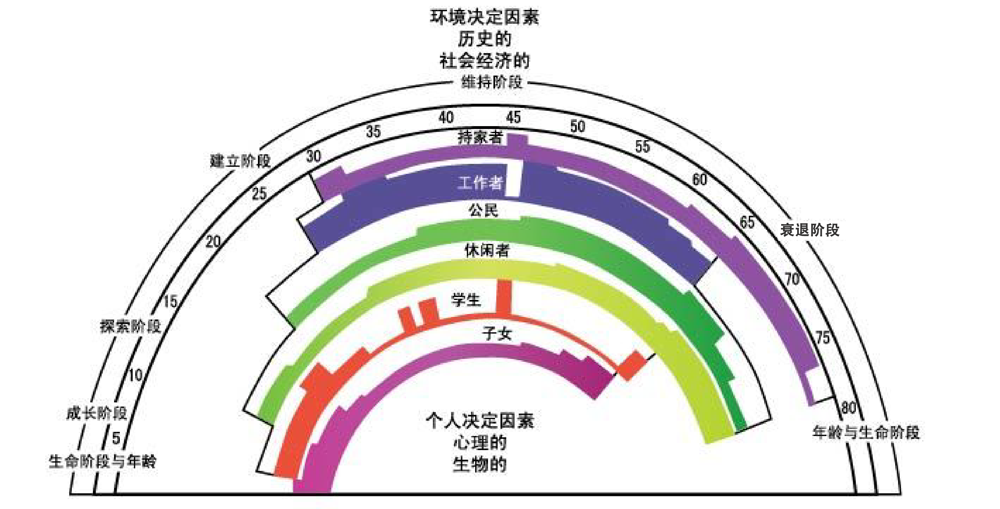 环境决定因素
历史的
社会经济的
维持阶段
40
45
35
50
持家者
55
30
建立阶段
60
工作者
25
公民
65
衰退阶段
20
休闲者
70
15
学生
探索阶段
子女
75
10
80
成长阶段
个人决定因素
5
年龄与生命阶段
心理的
生命阶段与年龄
生物的